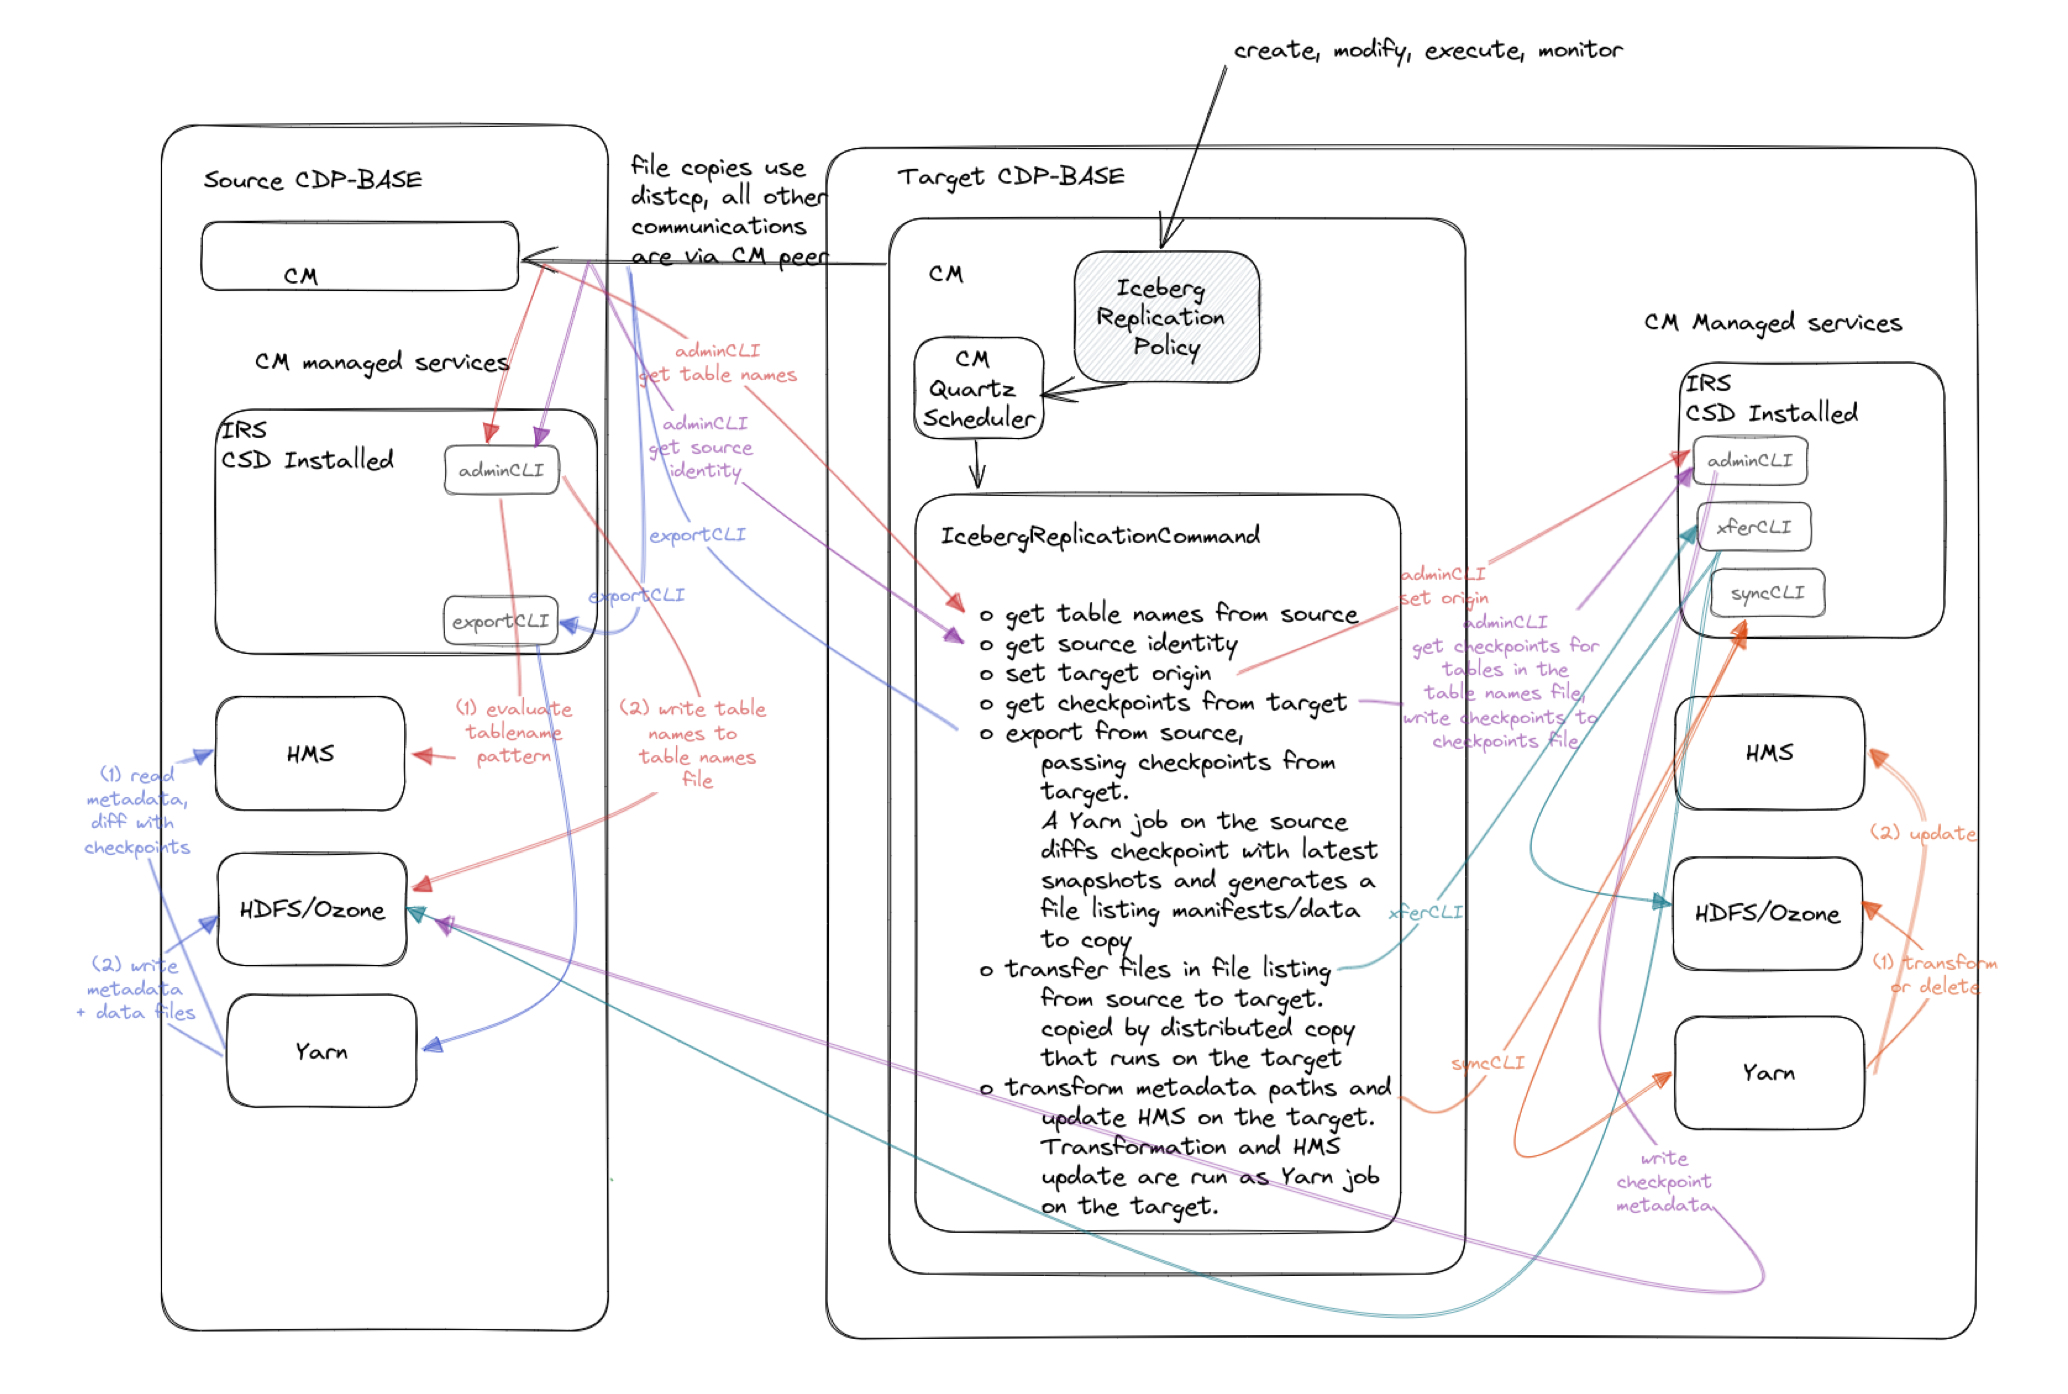 create, modify, execute, monitor
Source CDP-BASE
CM
CM managed services
IRS
CSD Installed
adminCLI
exportCLI
HMS
HDFS/Ozone
Yarn
(1) read
metadata,
diff with
checkpoints
(2) write
metadata
+ data files
(1) evaluate
tablename
pattern
(2) write table
names to
table names
file
file copies use
distcp, all other
communications
are via CM peer
adminCLI
get table names
adminCLI
get source
identity
exportCLI
exportCLI
Target CDP-BASE
CM
Iceberg
Replication
Policy
CM
Quartz
Scheduler
IcebergReplicationCommand
o get table names from source
o get source identity
o set target origin
o get checkpoints from target
o export from source,
passing checkpoints from
target.
A Yarn job on the source
diffs checkpoint with latest
snapshots and generates a
file listing manifests/data
to copy
o transfer files in file listing
from source to target.
copied by distributed copy
that runs on the target
o transform metadata paths and
update HMS on the target.
Transformation and HMS
update are run as Yarn job
on the target.
adminCLI
set origin
adminCLI
get checkpoints for
tables in the
table names file,
write checkpoints to
checkpoints file
xferCLI
syncCLI
write
checkpoint
metadata
CM Managed services
IRS
CSD Installed
adminCLI
xferCLI
syncCLI
HMS
HDFS/Ozone
Yarn
(2) update
(1) transform
or delete